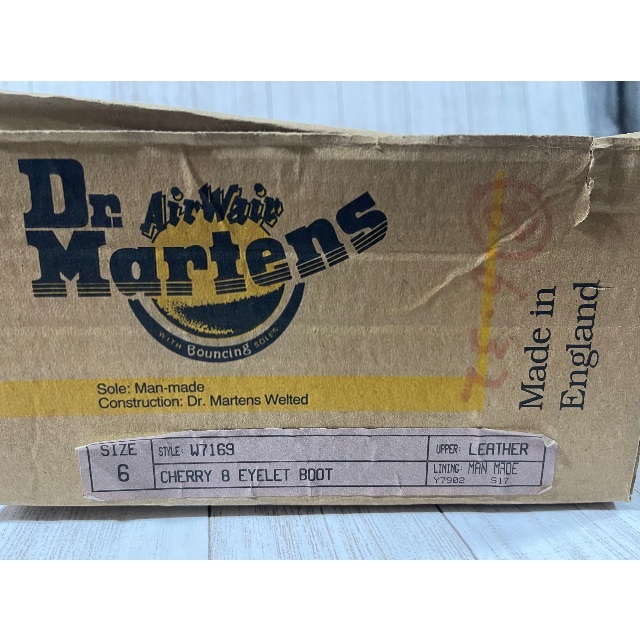 Dr. AirWair
Martens
WITH Bouncing SOLES
Sole: Man-made
Construction: Dr. Martens Welted
Made in
England
SIZE
6
STYLE: W7169
CHERRY 8 EYELET BOOT
UPPER: LEATHER
LINING: MAN MADE
Y7902 S17